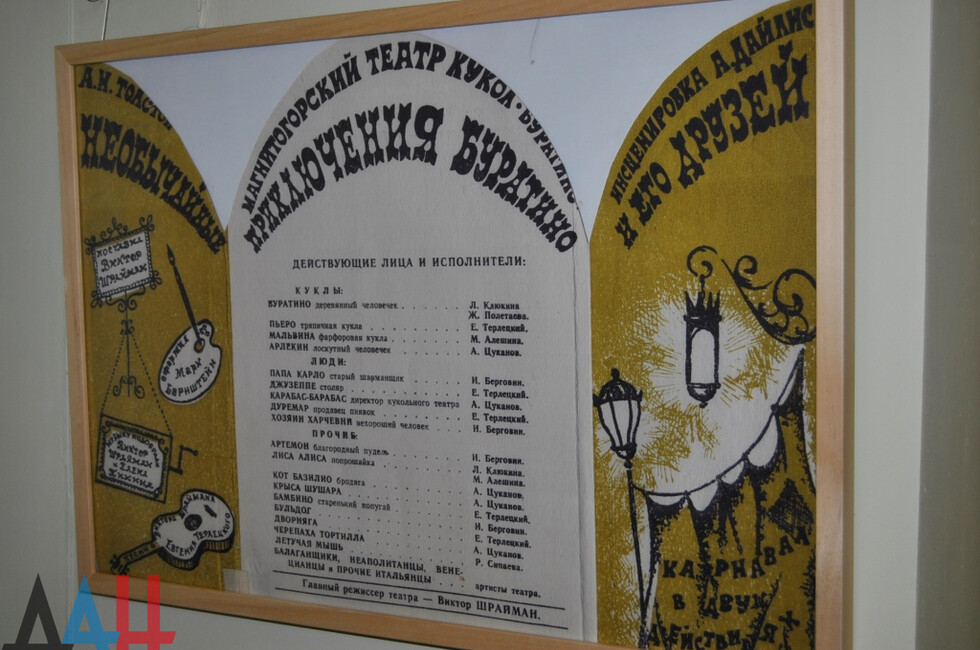 А.Н. ТОЛСТОЙ
НЕОБЫЧАЙНЫЕ
ПОСТАНОВКА
ВИКТОР
ШРАЙМАН
ОФОРМЛЕНИЕ
МАРК
БОРНШТЕЙН
ВИКТОР
ШРАЙМАН
И ЕЛЕНА
ЕВГЕНИЯ ТЕРЛЕЦКОГО
МАГНИТОГОРСКИЙ ТЕАТР КУКОЛ · БУРАТИНО·
ПРИКЛЮЧЕНИЯ БУРАТИНО
ДЕЙСТВУЮЩИЕ ЛИЦА И ИСПОЛНИТЕЛИ:
КУКЛЫ:
БУРАТИНО деревянный человечек . . . . . . . Л. Клюкина
Ж. Полетаева.
ПЬЕРО тряпичная кукла . . . . . . . . Е. Терлецкий.
МАЛЬВИНА фарфоровая кукла . . . . . . . М. Алешина.
АРЛЕКИН лоскутный человечек . . . . . . . А. Цуканов.
ЛЮДИ:
ПАПА КАРЛО старый шарманщик . . . . . . И. Берговин.
ДЖУЗЕППЕ столяр . . . . . . . . . . Е. Терлецкий.
КАРАБАС-БАРАБАС директор кукольного театра А. Цуканов.
ДУРЕМАР продавец пиявок . . . . . . . Е. Терлецкий.
ХОЗЯИН ХАРЧЕВНИ нехороший человек . . . . И. Берговин.
ПРОЧИЕ:
АРТЕМОН благородный пудель . . . . . . . И. Берговин.
ЛИСА АЛИСА попрошайка . . . . . . . . Л. Клюкина.
М. Алешина.
КОТ БАЗИЛИО бродяга . . . . . . . . . А. Цуканов.
КРЫСА ШУШАРА . . . . . . . . . . А. Цуканов.
БАМБИНО старенький попугай . . . . . . . Е. Терлецкий.
БУЛЬДОГ . . . . . . . . . . . . И. Берговин.
ДВОРНЯГА . . . . . . . . . . . . Е. Терлецкий.
ЧЕРЕПАХА ТОРТИЛЛА . . . . . . . . . А. Цуканов.
ЛЕТУЧАЯ МЫШЬ . . . . . . . . . . Р. Сипаева.
БАЛАГАНЩИКИ, НЕАПОЛИТАНЦЫ, ВЕНЕ-
ЦИАНЦЫ и ПРОЧИЕ ИТАЛЬЯНЦЫ . . . артисты театра.
Главный режиссер театра — Виктор ШРАЙМАН.
ИНСЦЕНИРОВКА А.ДАЙЛИС
И ЕГО ДРУЗЕЙ
КАРНАВАЛ
В ДВУХ
ДЕЙСТВИЯХ
ДАН